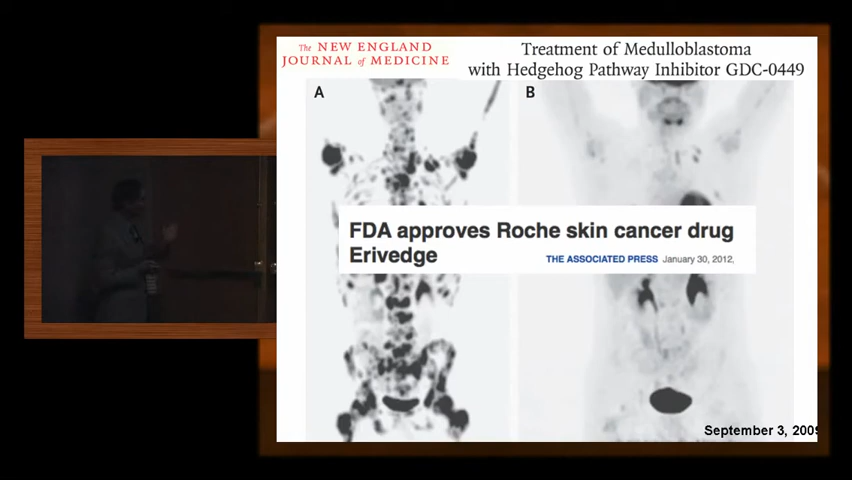 The NEW ENGLAND
JOURNAL of MEDICINE
Treatment of Medulloblastoma
with Hedgehog Pathway Inhibitor GDC-0449
A
B
FDA approves Roche skin cancer drug
Erivedge
THE ASSOCIATED PRESS January 30, 2012,
September 3, 2009